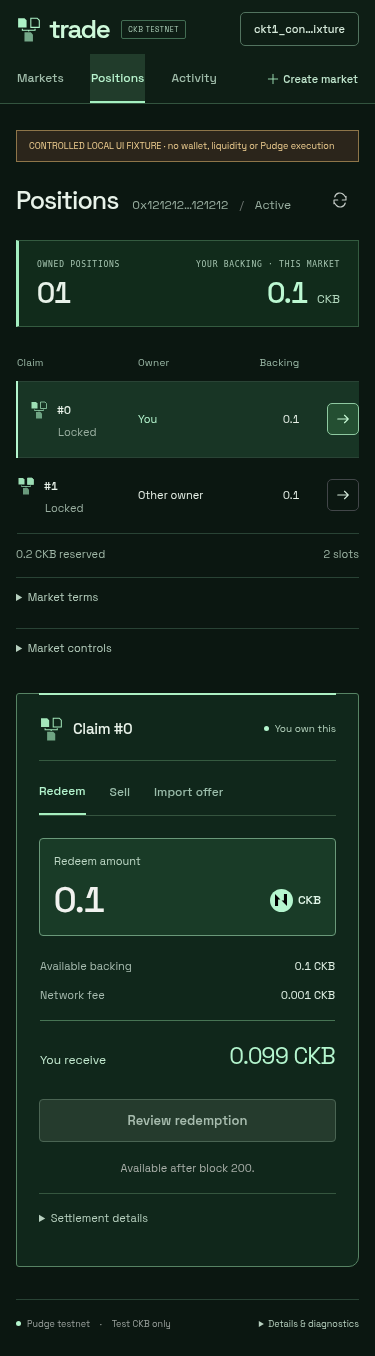 trade CKB TESTNET ckt1_con...ixture
Markets Positions Activity + Create market
CONTROLLED LOCAL UI FIXTURE · no wallet, liquidity or Pudge execution
Positions 0x121212...121212 / Active
OWNED POSITIONS YOUR BACKING · THIS MARKET
01 0.1 CKB
Claim Owner Backing
#0
Locked You 0.1 →
#1
Locked Other owner 0.1 →
0.2 CKB reserved 2 slots
▶ Market terms
▶ Market controls
Claim #0 • You own this
Redeem Sell Import offer
Redeem amount
0.1 CKB
Available backing 0.1 CKB
Network fee 0.001 CKB
You receive 0.099 CKB
Review redemption
Available after block 200.
▶ Settlement details
• Pudge testnet · Test CKB only ▶ Details & diagnostics